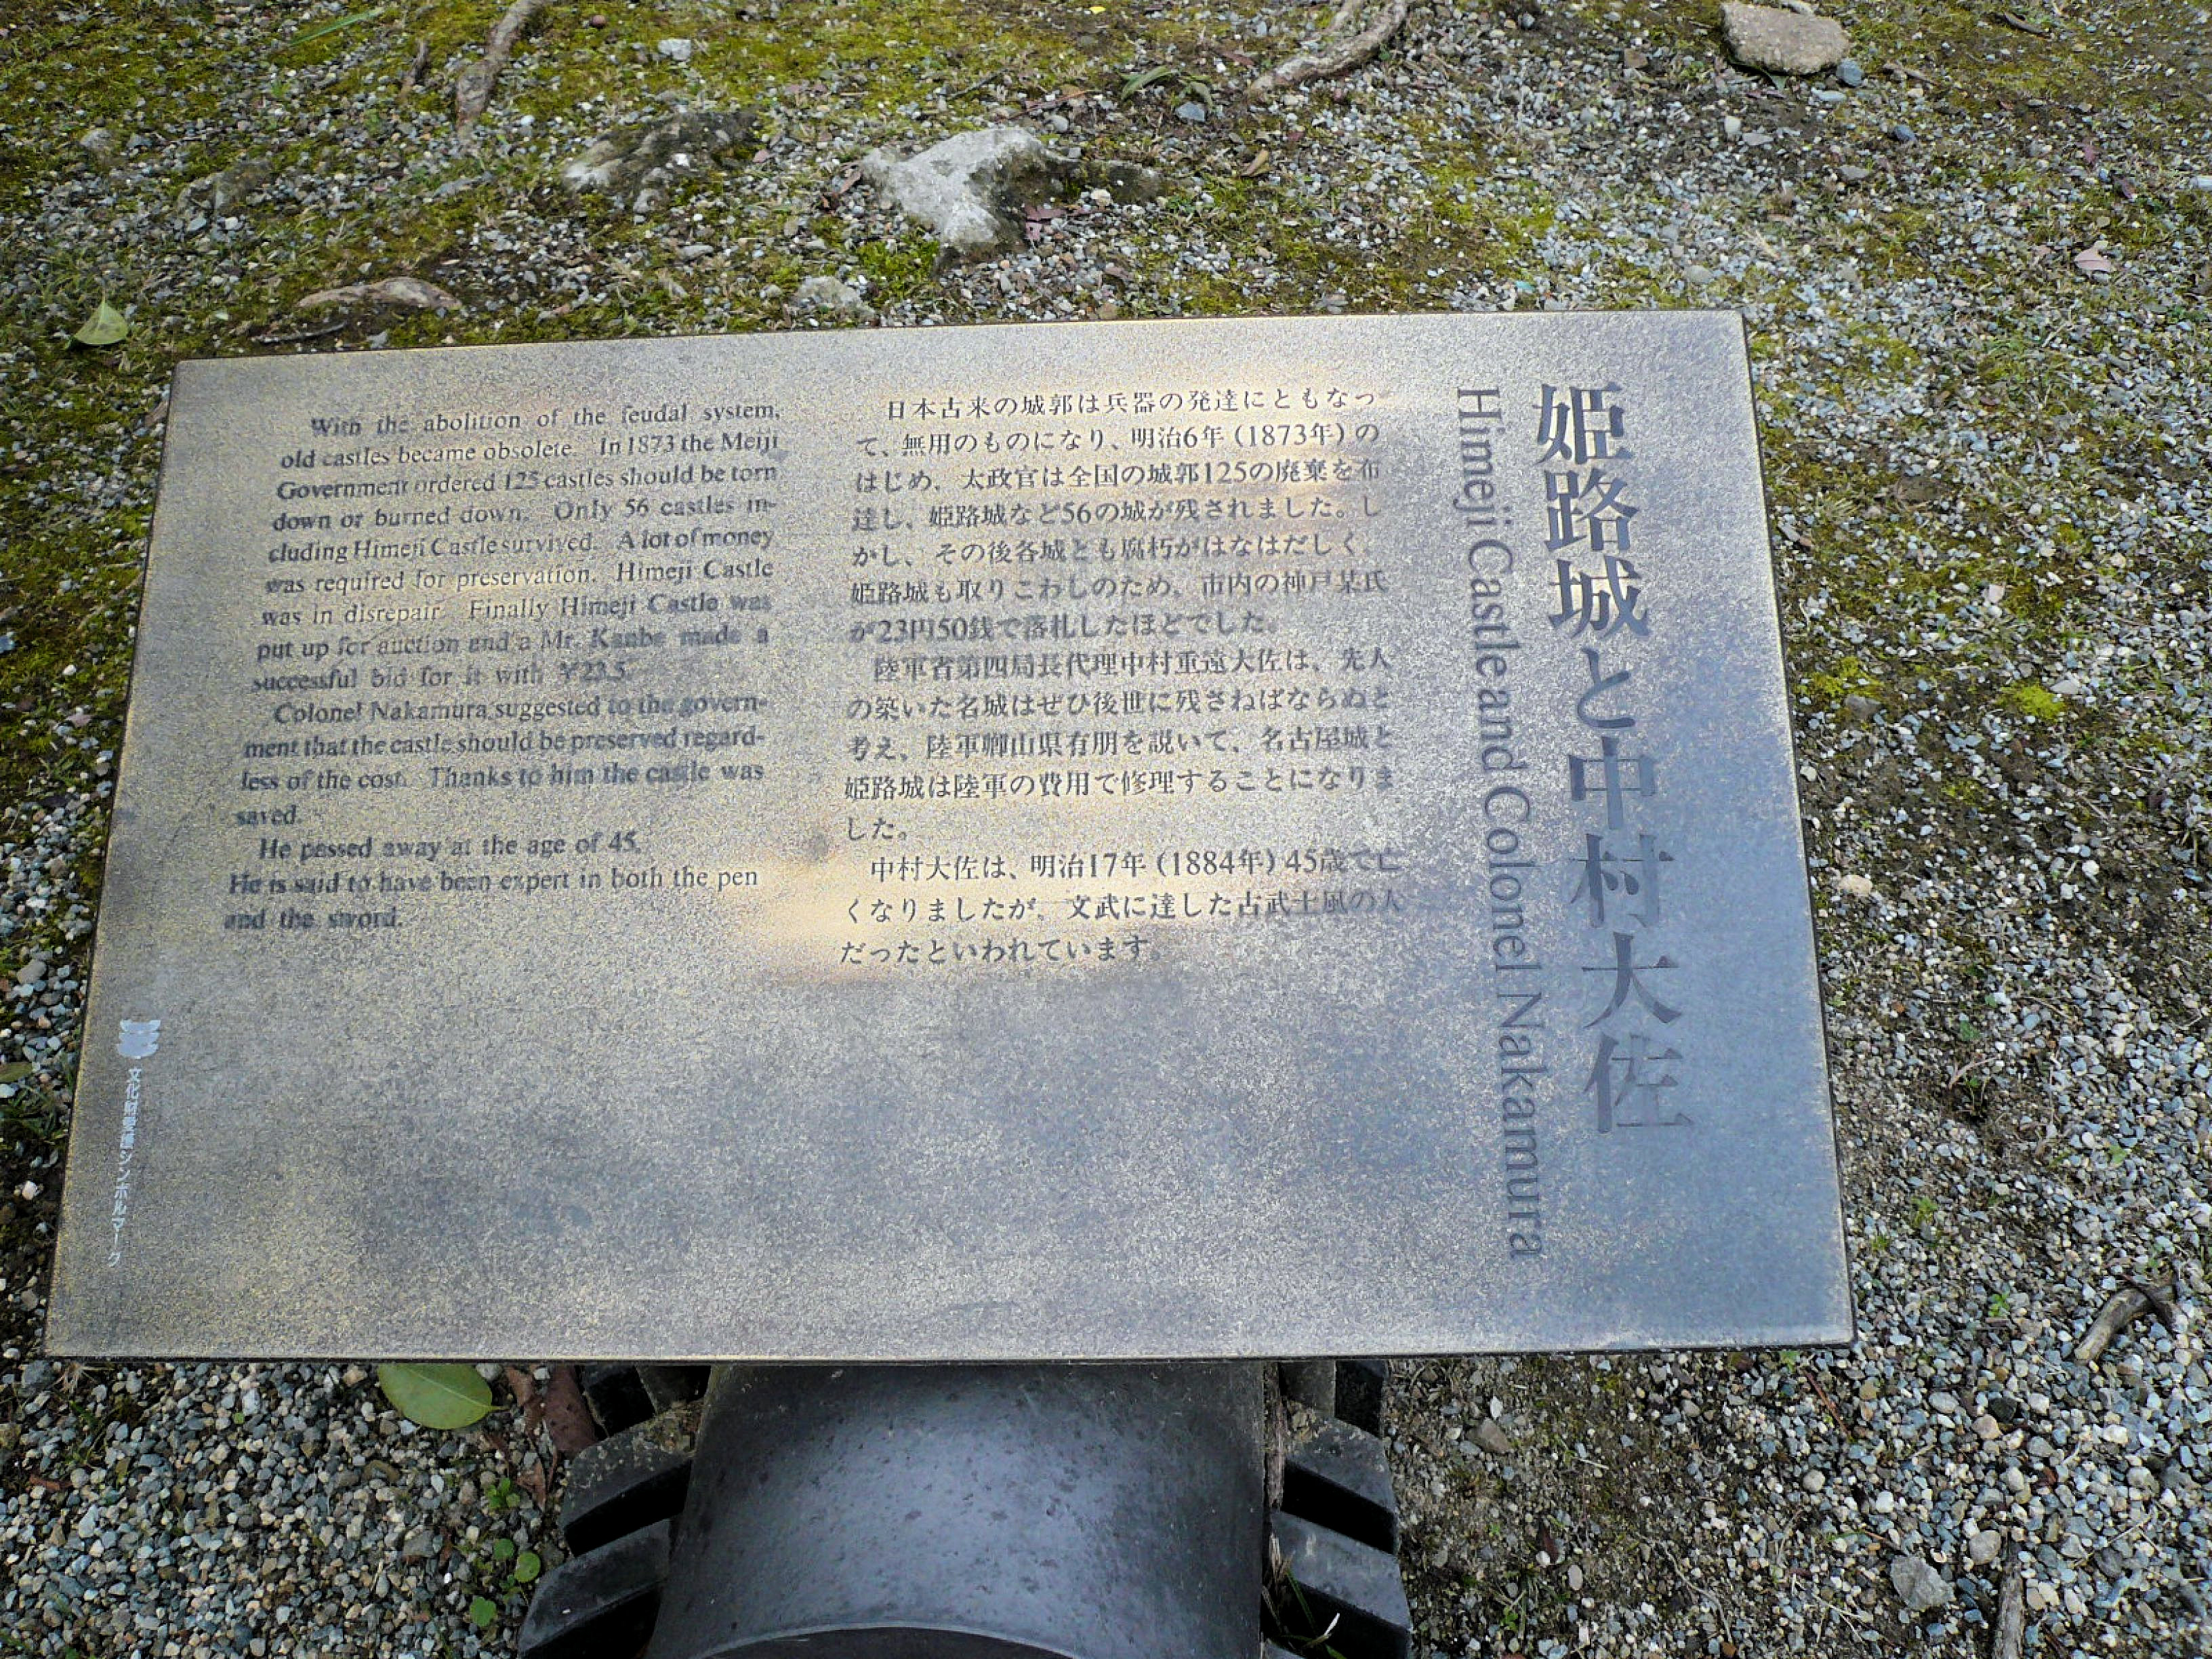 姫路城と中村大佐
Himeji Castle and Colonel Nakamura
日本古来の城郭は兵器の発達にともなっ
て、無用のものになり、明治6年(1873年)の
はじめ、太政官は全国の城郭125の廃棄を布
達し、姫路城など56の城が残されました。し
かし、その後各城とも腐朽がはなはだしく、
姫路城も取りこわしのため、市内の神戸某氏
が23円50銭で落札したほどでした。
陸軍省第四局長代理中村重遠大佐は、先人
の築いた名城はぜひ後世に残さねばならぬと
考え、陸軍卿山県有朋を説いて、名古屋城と
姫路城は陸軍の費用で修理することになりま
した。
中村大佐は、明治17年(1884年)45歳で亡
くなりましたが、文武に達した古武士風の人
だったといわれています。
With the abolition of the feudal system,
old castles became obsolete. In 1873 the Meiji
Government ordered 125 castles should be torn
down or burned down. Only 56 castles in-
cluding Himeji Castle survived. A lot of money
was required for preservation. Himeji Castle
was in disrepair. Finally Himeji Castle was
put up for auction and a Mr. Kanbe made a
successful bid for it with ¥23.5.
Colonel Nakamura suggested to the govern-
ment that the castle should be preserved regard-
less of the cost. Thanks to him the castle was
saved.
He passed away at the age of 45.
He is said to have been expert in both the pen
and the sword.
文化財愛護シンボルマーク